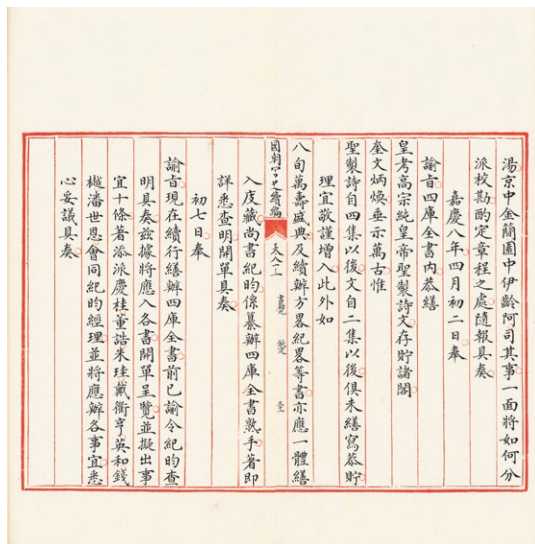 湯京中金簡圖中伊齡阿司其事一面將如何分
派校勘酌定章程之處隨報具奏
嘉慶八年四月初二日奉
諭旨四庫全書內恭繕
皇考高宗純皇帝聖製詩文存貯諸閣
奎文炳煥垂示萬古惟
聖製詩自四集以後文自二集以後俱未繕寫恭貯
理宜敬謹增入此外如
八旬萬壽盛典及續辦方畧紀畧等書亦應一體繕
國朝宮史續編
卷八十二
書籍
入庋藏尚書紀昀係纂辦四庫全書熟手著即
詳悉查明開單具奏
初七日奉
諭旨現在續行繕辦四庫全書前已諭令紀昀查
明具奏茲據將應入各書開單呈覽並擬出事
宜十條著添派慶桂董誥朱珪戴衢亨英和錢
樾潘世恩會同紀昀經理並將應辦各事宜悉
心妥議具奏